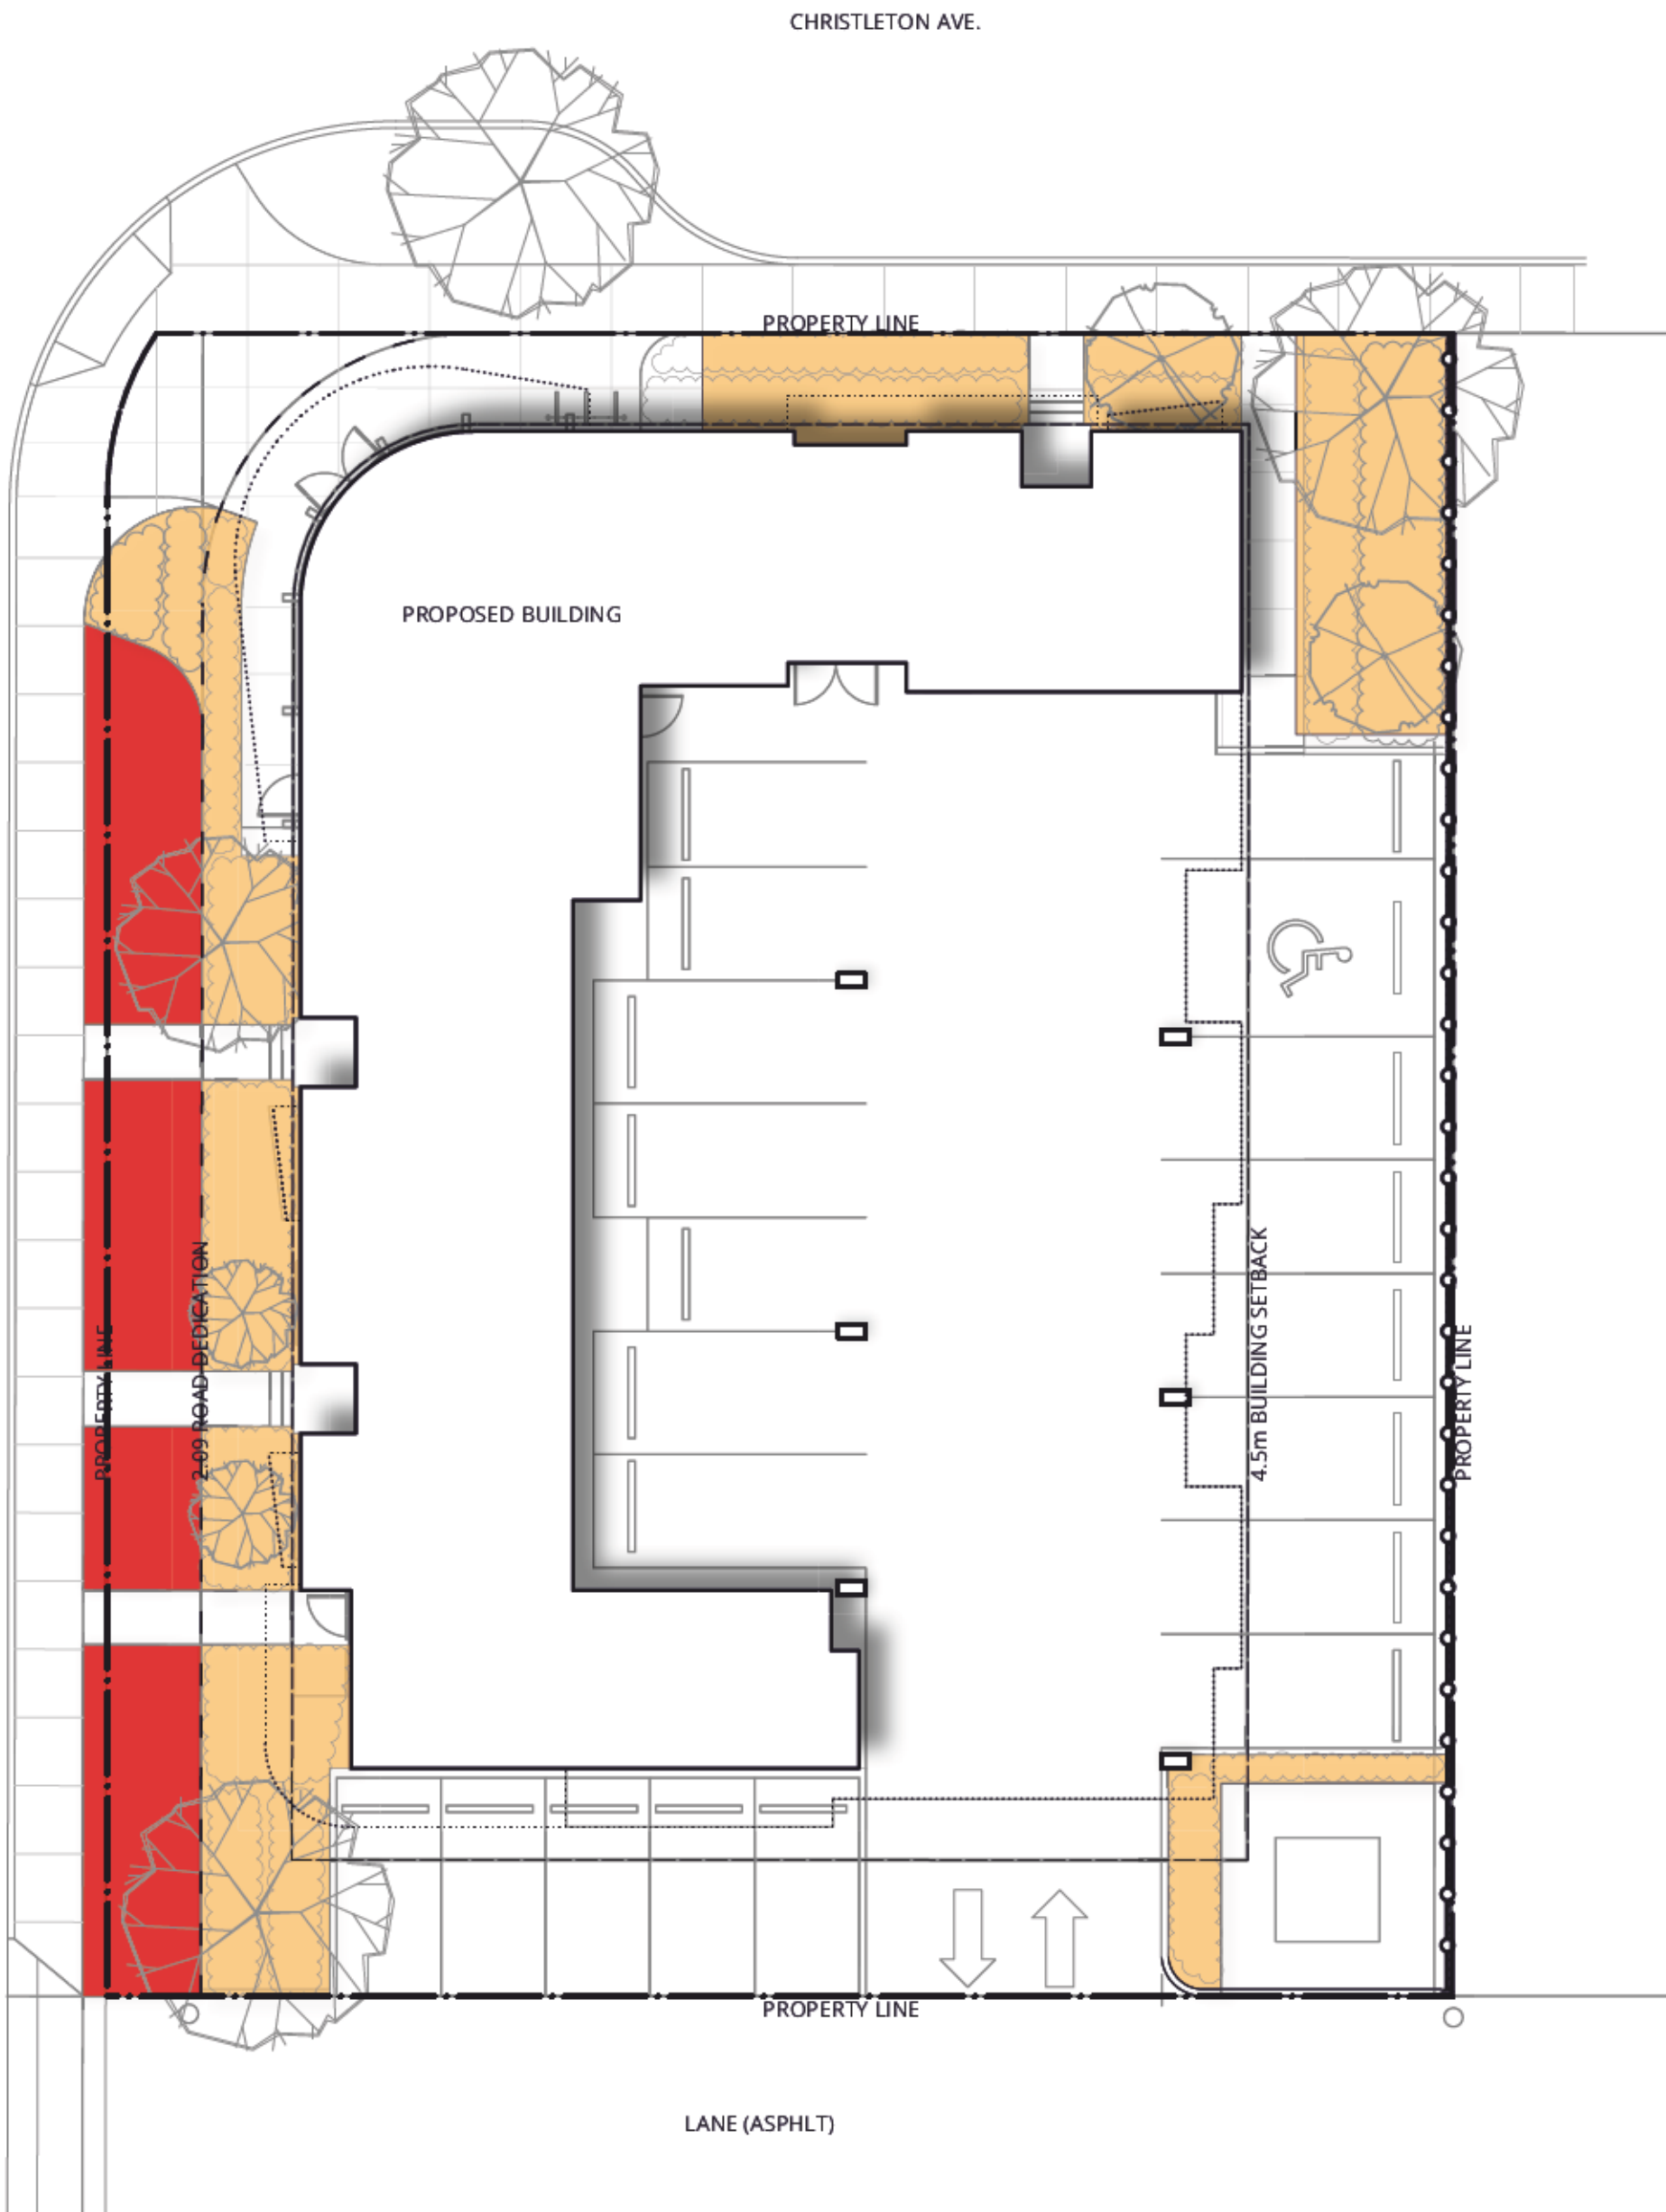 CHRISTLETON AVE.
PROPERTY LINE
PROPOSED BUILDING
PROPERTY LINE
2.09 ROAD DEDICATION
4.5m BUILDING SETBACK
PROPERTY LINE
PROPERTY LINE
LANE (ASPHLT)